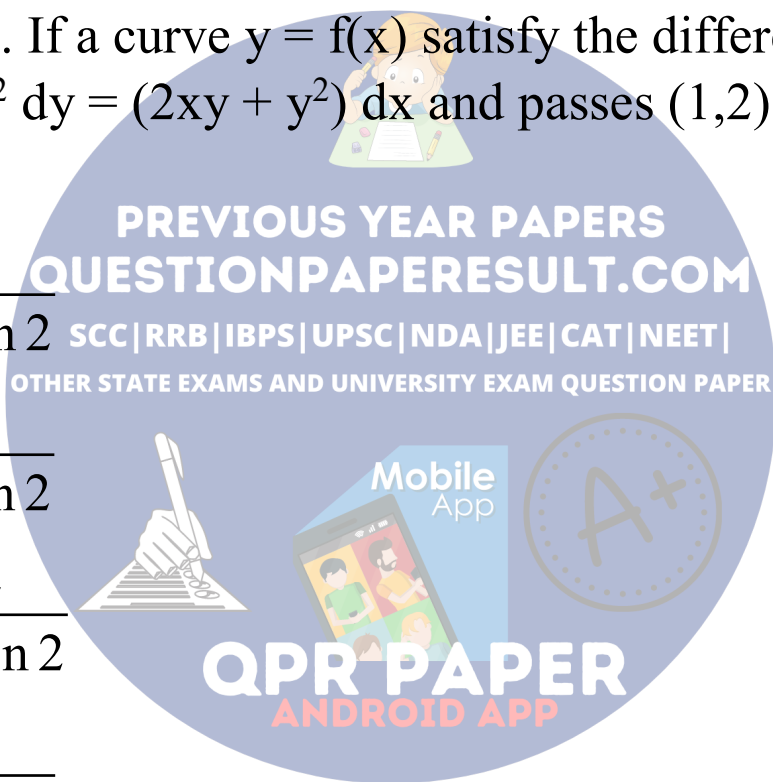 . If a curve y = f(x) satisfy the differ
² dy = (2xy + y²) dx and passes (1,2)
PREVIOUS YEAR PAPERS
QUESTIONPAPERESULT.COM
n 2 SCC|RRB|IBPS|UPSC|NDA|JEE|CAT|NEET|
OTHER STATE EXAMS AND UNIVERSITY EXAM QUESTION PAPER
n 2
Mobile
App
A+
n 2
QPR PAPER
ANDROID APP